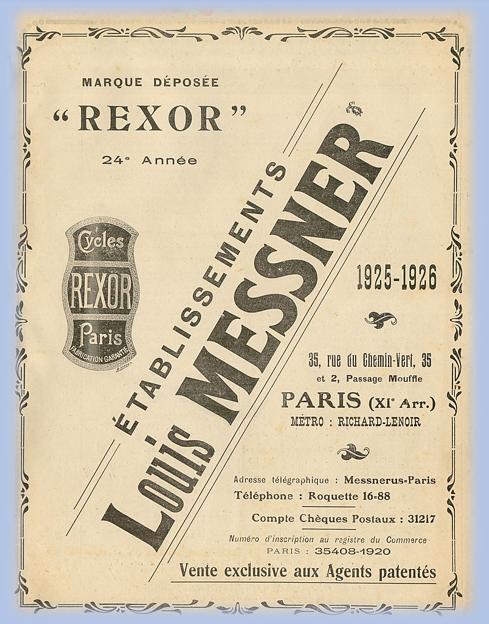 MARQUE DÉPOSÉE
“REXOR”
24e Année
Cycles
REXOR
Paris
FABRICATION GARANTIE
ÉTABLISSEMENTS
Louis MESSNER
1925-1926
35, rue du Chemin-Vert, 35
et 2, Passage Mouffle
PARIS (XIe Arr.)
MÉTRO : RICHARD-LENOIR
Adresse télégraphique : Messnerus-Paris
Téléphone : Roquette 16-88
Compte Chèques Postaux : 31217
Numéro d'inscription au registre du Commerce
PARIS : 35408-1920
Vente exclusive aux Agents patentés